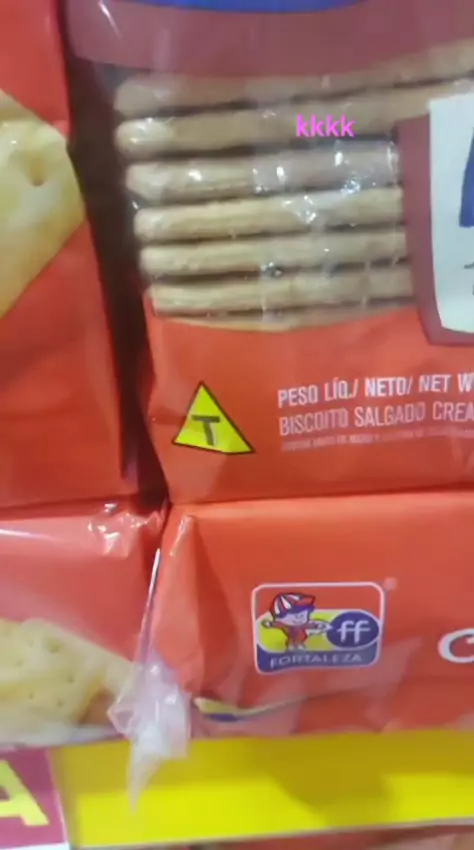 kkkk
PESO LÍQ./ NETO/ NET W
BISCOITO SALGADO CREA
T
ff
FORTALEZA
A